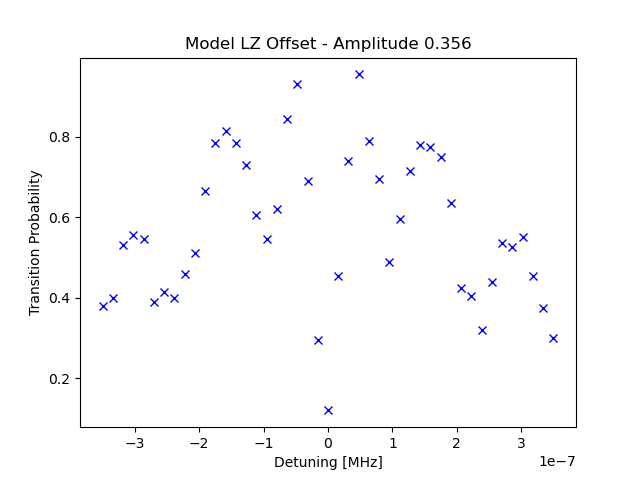 Model LZ Offset - Amplitude 0.356
Transition Probability
0.8
0.6
0.4
0.2
−3
−2
−1
0
1
2
3
1e−7
Detuning [MHz]